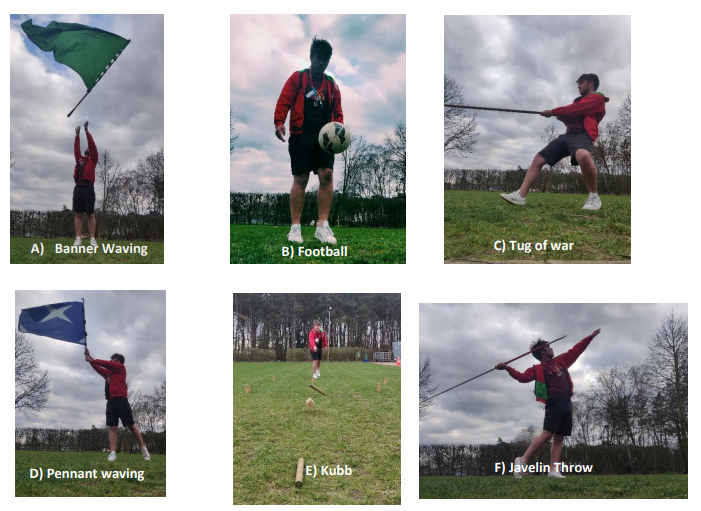 A) Banner Waving
B) Football
C) Tug of war
D) Pennant waving
E) Kubb
F) Javelin Throw